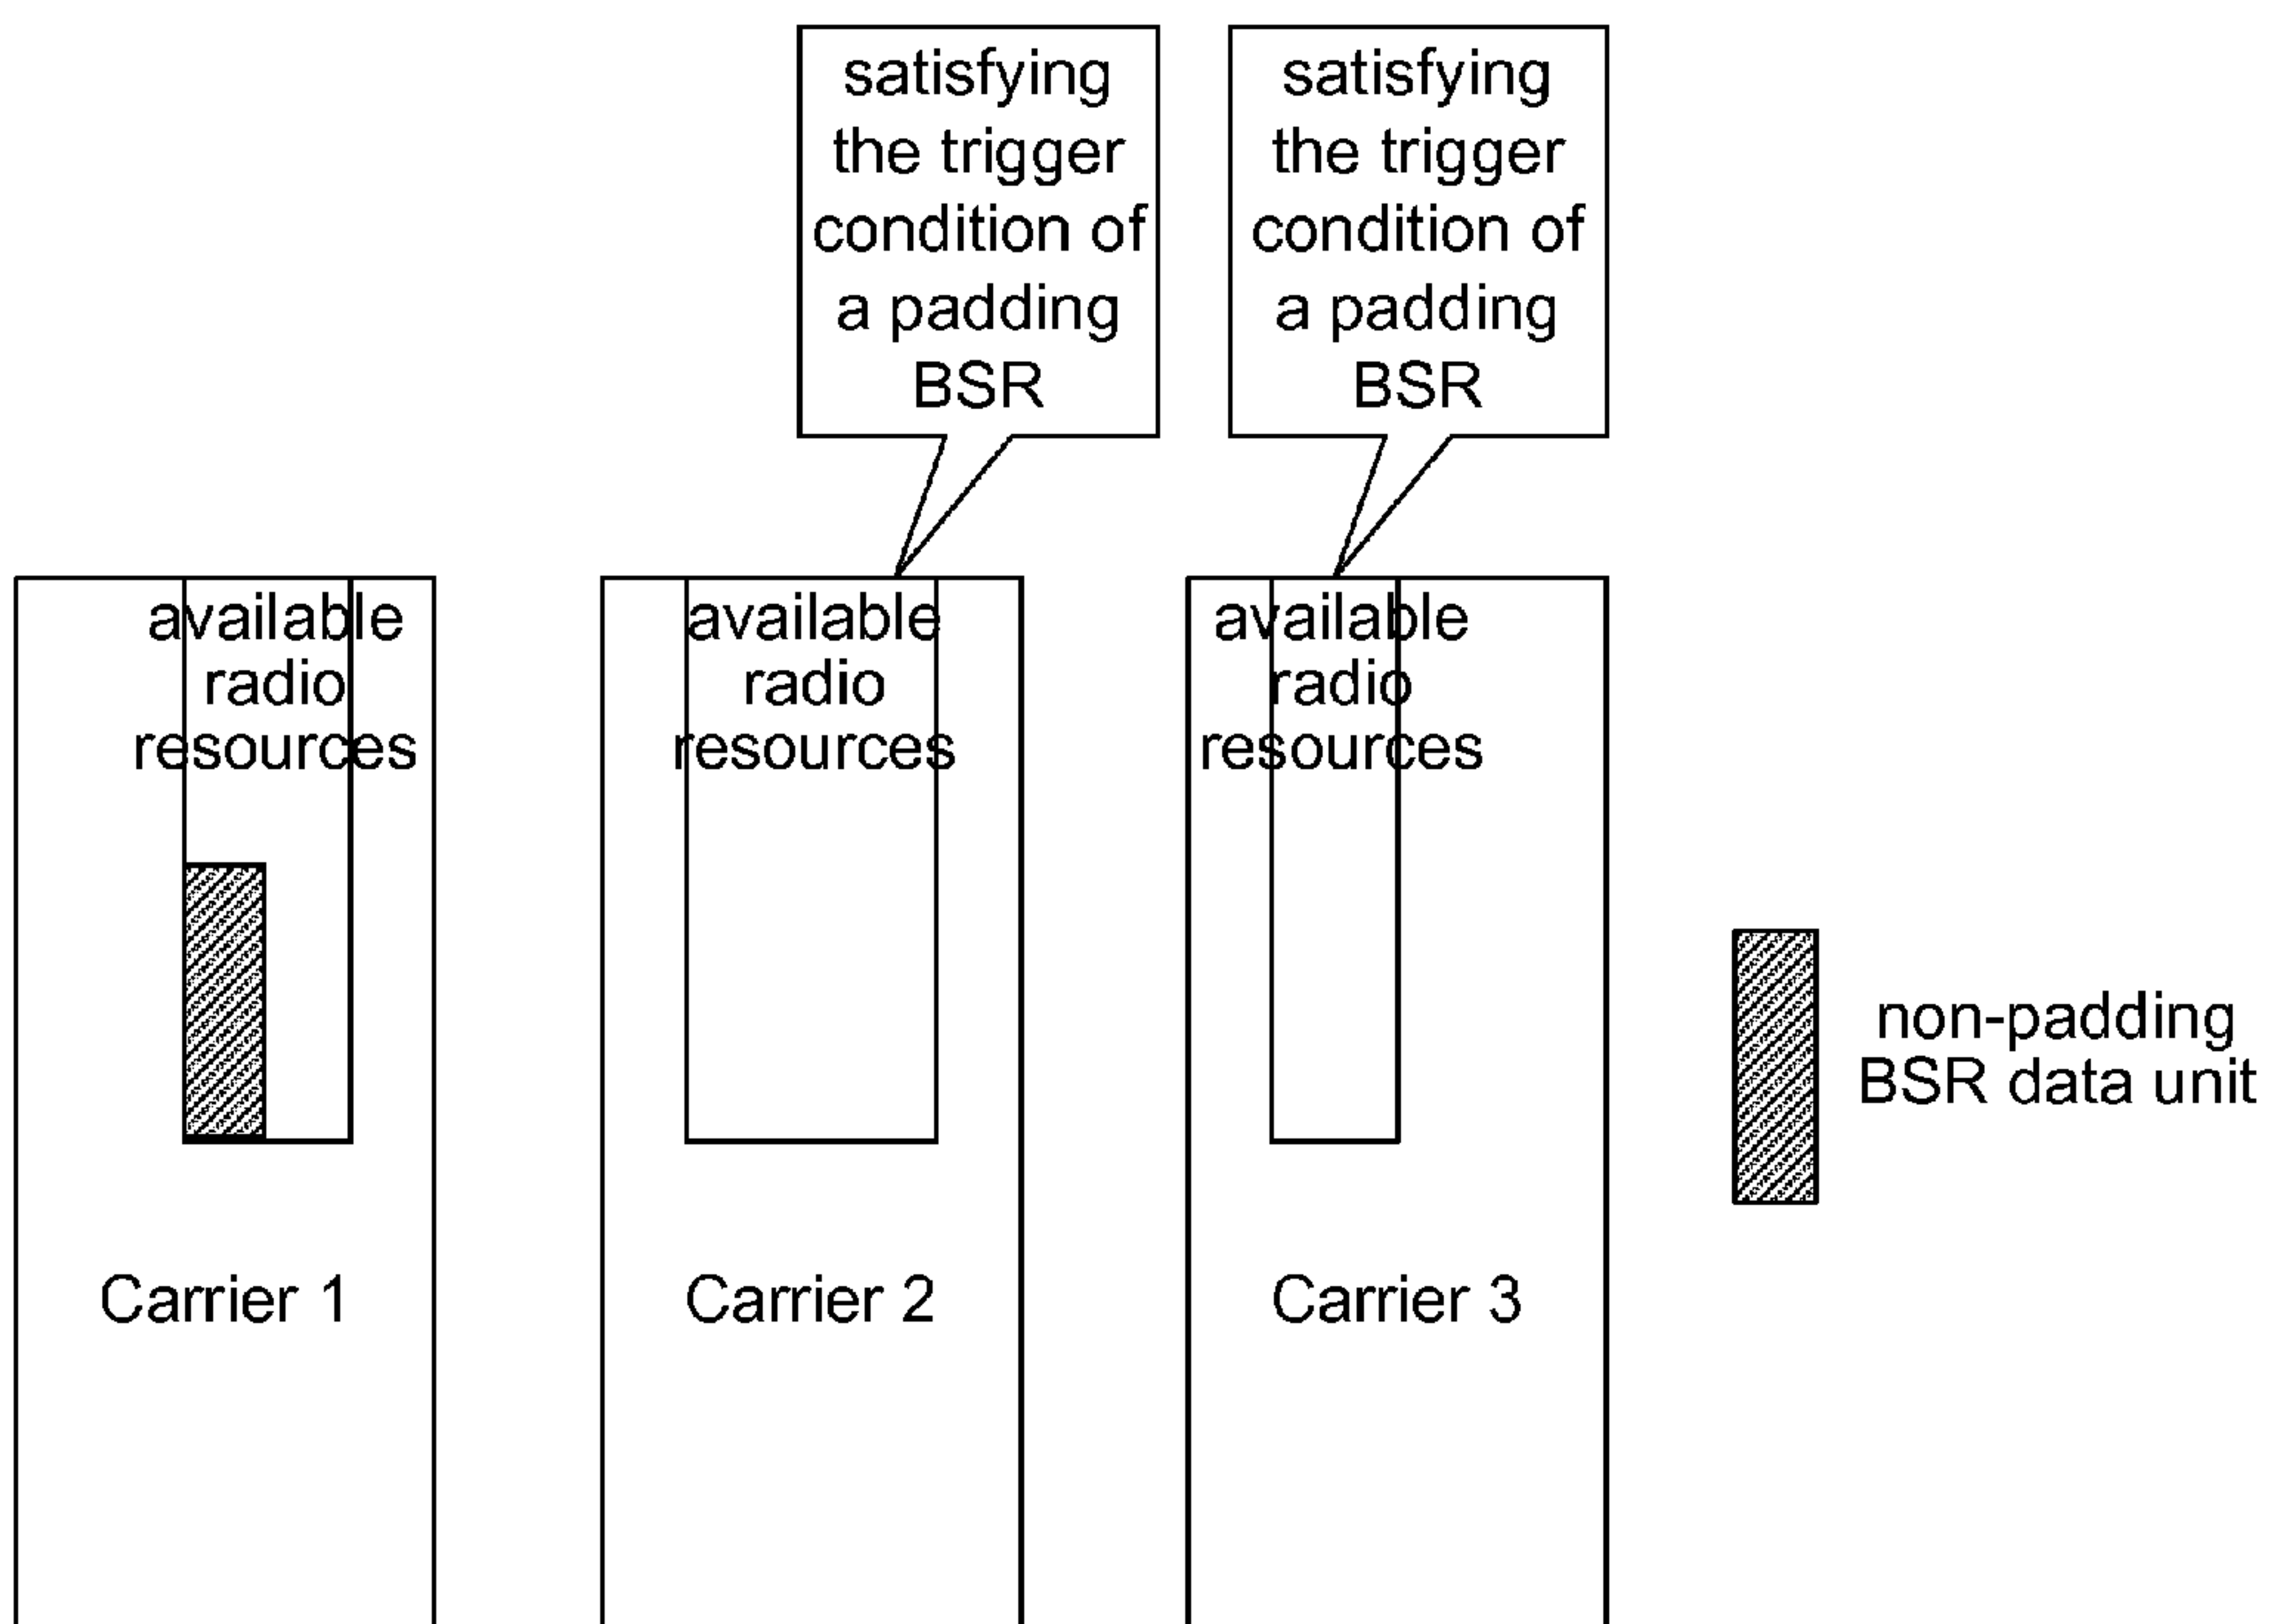 satisfying
the trigger
condition of
a padding
BSR
satisfying
the trigger
condition of
a padding
BSR
available
radio
resources
available
radio
resources
available
radio
resources
non-padding
BSR data unit
Carrier 1
Carrier 2
Carrier 3